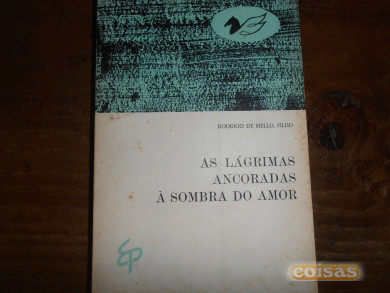 RODRIGO DE MELLO, FILHO
AS LÁGRIMAS
ANCORADAS
À SOMBRA DO AMOR
EP
coisas